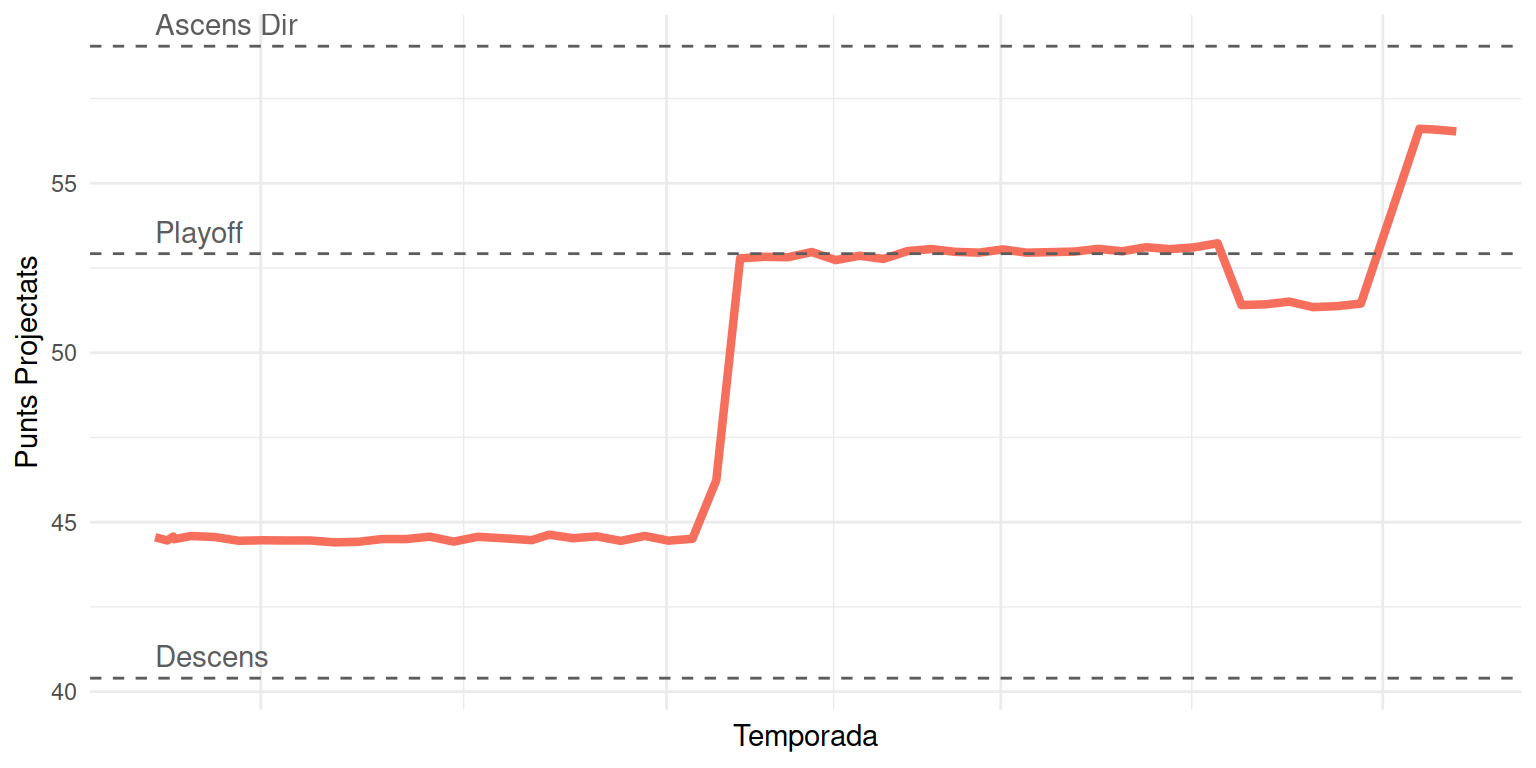 Ascens Dir
55
Playoff
50
45
Descens
40
Punts Projectats
Temporada